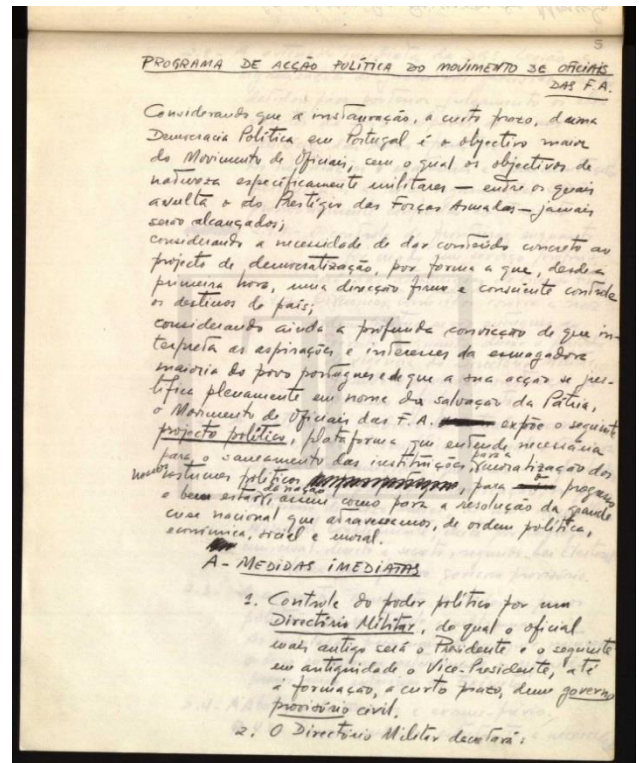 5
PROGRAMA DE ACÇÃO POLÍTICA DO MOVIMENTO DE OFICIAIS
DAS F.A.
Considerando que a instauração, a curto prazo, duma
Democracia Política em Portugal é o objectivo maior
do Movimento de Oficiais, sem o qual os objectivos de
natureza especificamente militares — entre os quais
avulta o do Prestígio das Forças Armadas — jamais
serão alcançados;
considerando a necessidade de dar conteúdo concreto ao
projecto de democratização, por forma a que, desde a
primeira hora, uma direcção firme e consciente controle
os destinos do país;
considerando ainda a profunda convicção de que in-
terpreta as aspirações e interesses da esmagadora
maioria do povo português e de que a sua acção se jus-
tifica plenamente em nome da salvação da Pátria,
o Movimento de Oficiais das F.A. expõe o seguinte
projecto político, plataforma que entende necessária
para o saneamento das instituições, para a moralização dos
nossos costumes políticos, para o progresso
e bem estar da nação, assim como para a resolução da grande
crise nacional que atravessamos, de ordem política,
económica, social e moral.
A - MEDIDAS IMEDIATAS
1. Controle do poder político por um
Directório Militar, do qual o oficial
mais antigo será o Presidente e o seguinte
em antiguidade o Vice-Presidente, até
à formação, a curto prazo, dum governo
provisório civil.
2. O Directório Militar decretará: